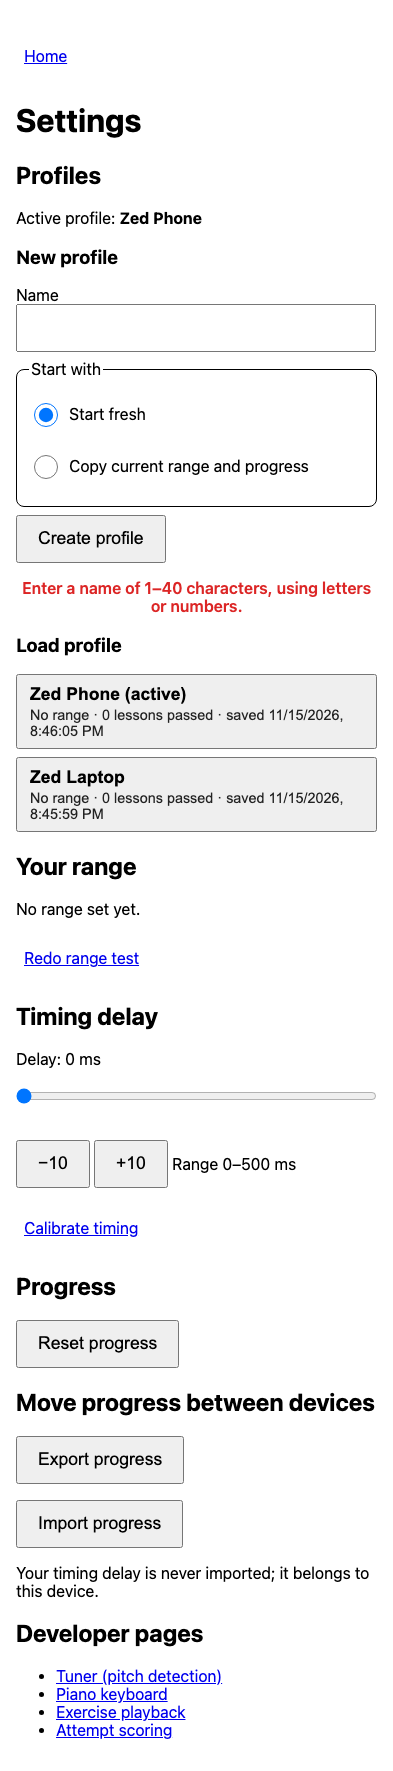 Home
Settings
Profiles
Active profile: Zed Phone
New profile
Name
Start with
Start fresh
Copy current range and progress
Create profile
Enter a name of 1–40 characters, using letters
or numbers.
Load profile
Zed Phone (active)
No range · 0 lessons passed · saved 11/15/2026,
8:46:05 PM
Zed Laptop
No range · 0 lessons passed · saved 11/15/2026,
8:45:59 PM
Your range
No range set yet.
Redo range test
Timing delay
Delay: 0 ms
−10 +10 Range 0–500 ms
Calibrate timing
Progress
Reset progress
Move progress between devices
Export progress
Import progress
Your timing delay is never imported; it belongs to
this device.
Developer pages
• Tuner (pitch detection)
• Piano keyboard
• Exercise playback
• Attempt scoring